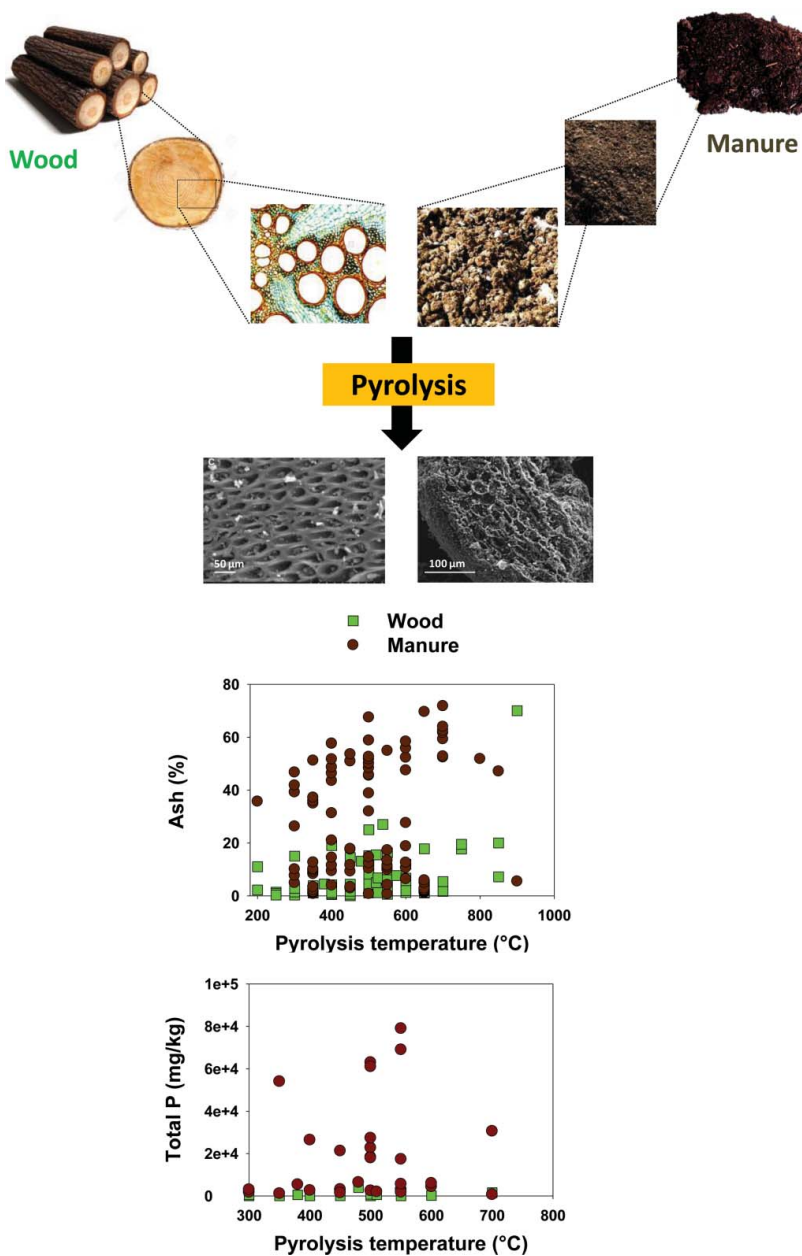 Wood
Manure
Pyrolysis
50 µm
100 µm
Wood
Manure
80
60
40
20
0
Ash (%)
200 400 600 800 1000
Pyrolysis temperature (°C)
1e+5
8e+4
6e+4
4e+4
2e+4
0
Total P (mg/kg)
300 400 500 600 700 800
Pyrolysis temperature (°C)